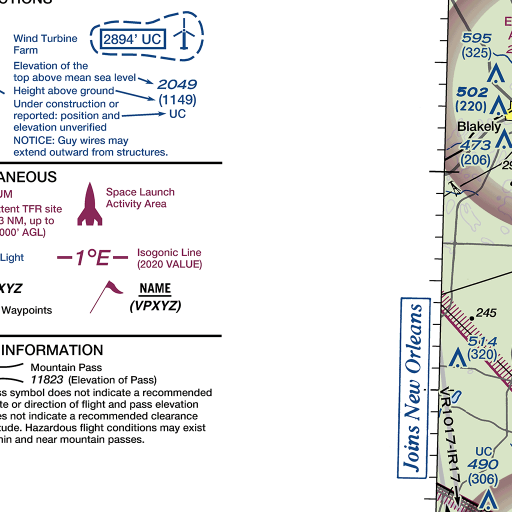 Wind Turbine
Farm
2894' UC
Elevation of the
top above mean sea level
Height above ground
Under construction or
reported: position and
elevation unverified
NOTICE: Guy wires may
extend outward from structures.
2049
(1149)
UC
ANEOUS
UM
tent TFR site
3 NM, up to
000' AGL)
Space Launch
Activity Area
Light
1°E
Isogonic Line
(2020 VALUE)
XYZ
Waypoints
NAME
(VPXYZ)
INFORMATION
Mountain Pass
11823 (Elevation of Pass)
ss symbol does not indicate a recommended
te or direction of flight and pass elevation
es not indicate a recommended clearance
tude. Hazardous flight conditions may exist
hin and near mountain passes.
Joins New Orleans
595
(325)
502
(220)
Blakely
473
(206)
245
514
(320)
VR1017-IR17
UC
490
(306)